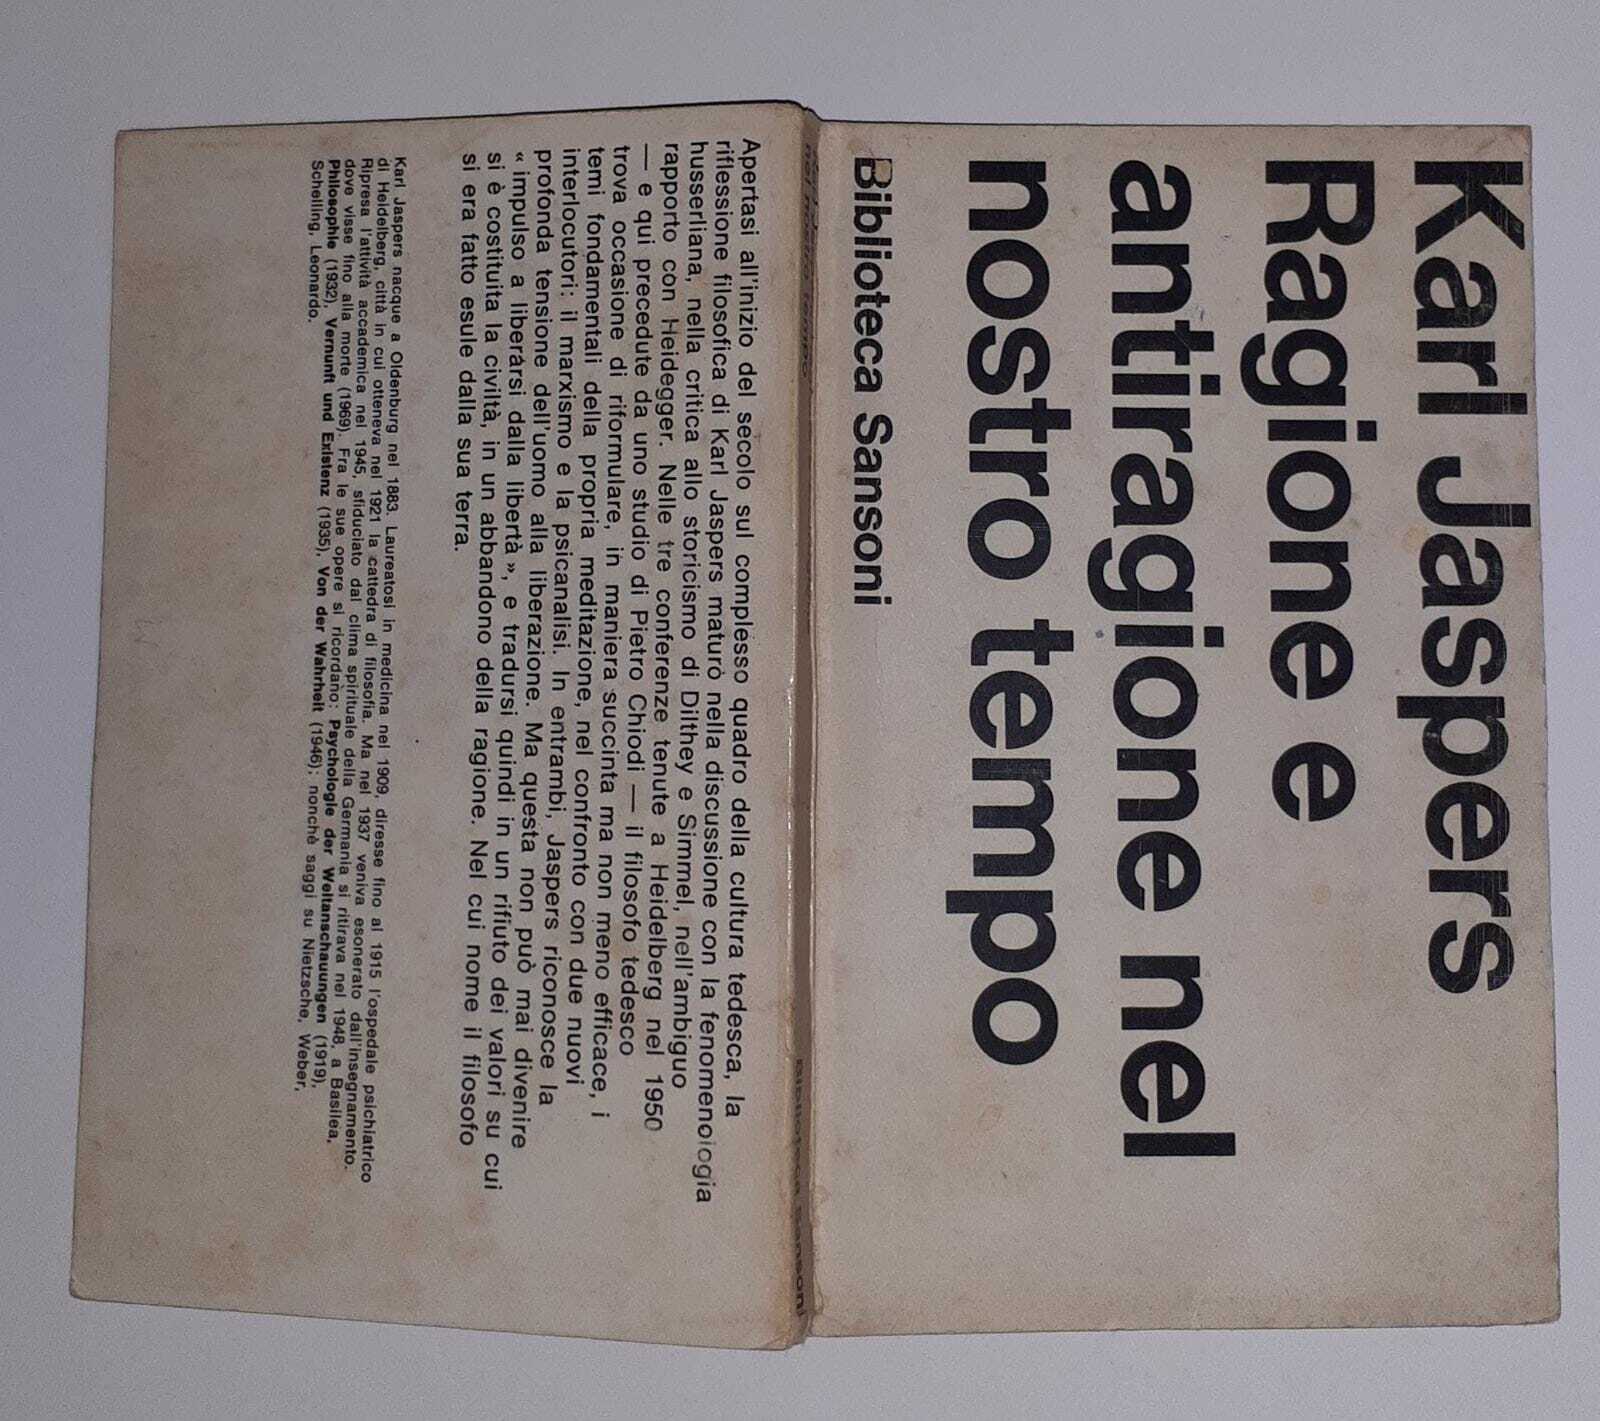 Karl Jaspers
Ragione e
antiragione nel
nostro tempo
Biblioteca Sansoni
nel nostro tempo
Biblioteca Sansoni
Apertasi all'inizio del secolo sul complesso quadro della cultura tedesca, la
riflessione filosofica di Karl Jaspers maturò nella discussione con la fenomenologia
husserliana, nella critica allo storicismo di Dilthey e Simmel, nell'ambiguo
rapporto con Heidegger. Nelle tre conferenze tenute a Heidelberg nel 1950
— e qui precedute da uno studio di Pietro Chiodi — il filosofo tedesco
trova occasione di riformulare, in maniera succinta ma non meno efficace, i
temi fondamentali della propria meditazione, nel confronto con due nuovi
interlocutori: il marxismo e la psicanalisi. In entrambi, Jaspers riconosce la
profonda tensione dell'uomo alla liberazione. Ma questa non può mai divenire
« impulso a liberarsi dalla libertà », e tradursi quindi in un rifiuto dei valori su cui
si è costituita la civiltà, in un abbandono della ragione. Nel cui nome il filosofo
si era fatto esule dalla sua terra.
Karl Jaspers nacque a Oldenburg nel 1883. Laureatosi in medicina nel 1909, diresse fino al 1915 l'ospedale psichiatrico
di Heidelberg, città in cui otteneva nel 1921 la cattedra di filosofia. Ma nel 1937 veniva esonerato dall'insegnamento.
Ripresa l'attività accademica nel 1945, sfiduciato dal clima spirituale della Germania si ritirava nel 1948, a Basilea,
dove visse fino alla morte (1969). Fra le sue opere si ricordano: Psychologie der Weltanschauungen (1919),
Philosophie (1932), Vernunft und Existenz (1935), Von der Wahrheit (1946); nonchè saggi su Nietzsche, Weber,
Schelling, Leonardo.